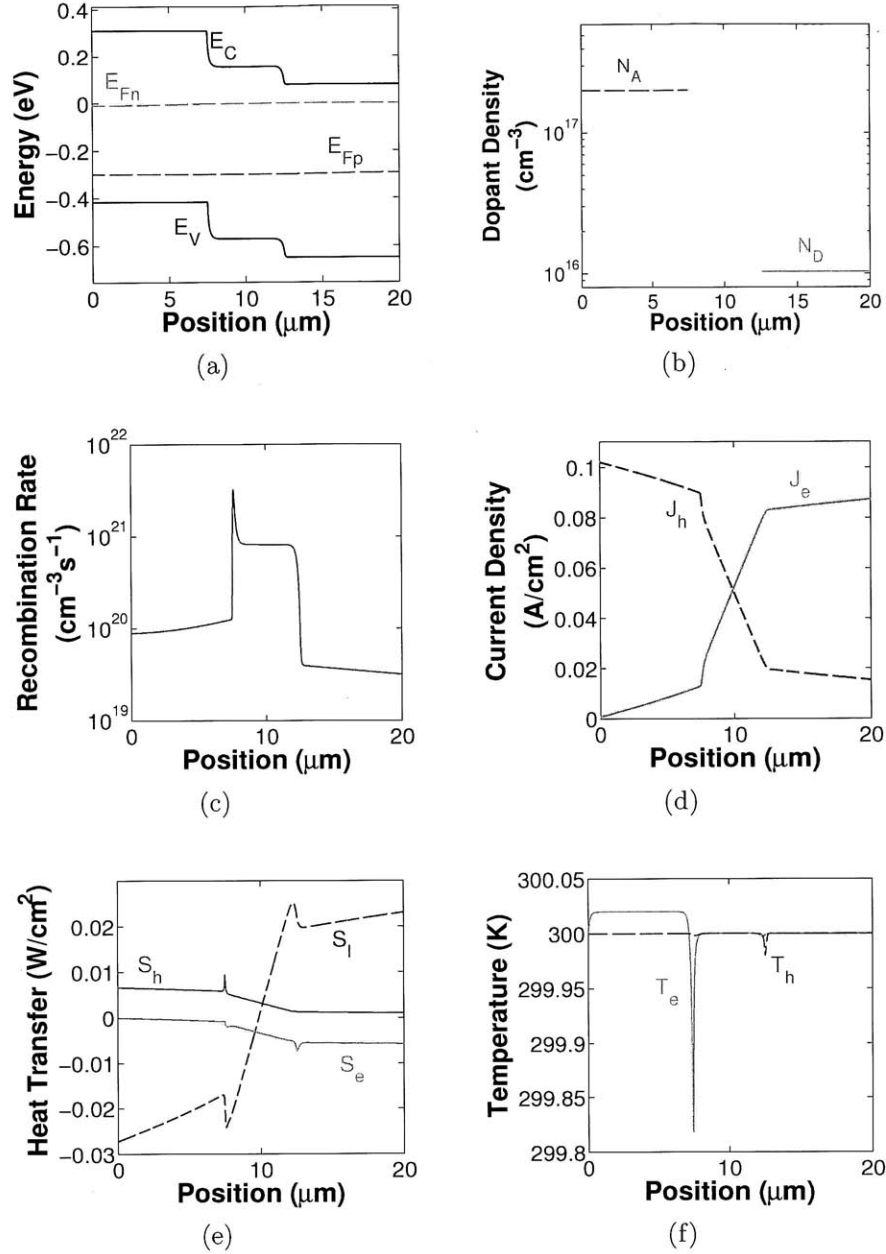 0.4
0.2
0
−0.2
−0.4
−0.6
Energy (eV)
E_C
E_Fn
E_Fp
E_V
0 5 10 15 20
Position (μm)
(a)
10^17
10^16
Dopant Density
(cm^−3)
N_A
N_D
0 5 10 15 20
Position (μm)
(b)
10^22
10^21
10^20
10^19
Recombination Rate
(cm^−3s^−1)
0 10 20
Position (μm)
(c)
0.1
0.08
0.06
0.04
0.02
0
Current Density
(A/cm^2)
J_e
J_h
0 10 20
Position (μm)
(d)
0.02
0.01
0
−0.01
−0.02
−0.03
Heat Transfer (W/cm^2)
S_h
S_l
S_e
0 10 20
Position (μm)
(e)
300.05
300
299.95
299.9
299.85
299.8
Temperature (K)
T_e
T_h
0 10 20
Position (μm)
(f)